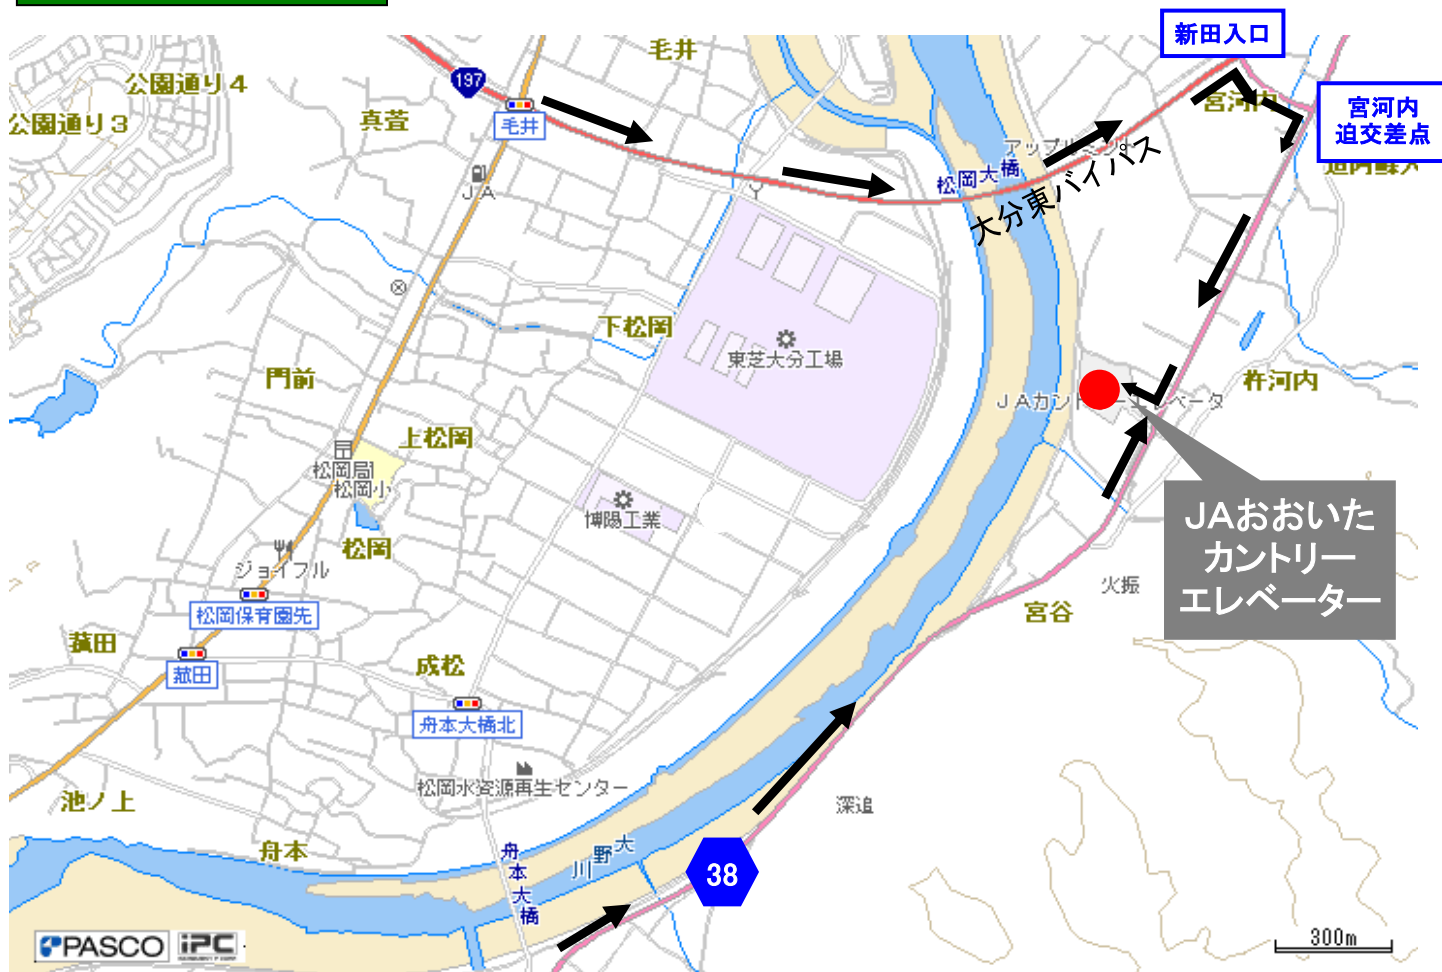 新田入口
毛井
197
公園通り4
宮河内
宮河内
迫交差点
公園通り3
真萱
毛井
アップルミント
松岡大橋
大分東バイパス
JA
下松岡
東芝大分工場
門前
杵河内
JAカントリーエレベータ
上松岡
松岡局
松岡小
博陽工業
JAおおいた
カントリー
エレベーター
松岡
ジョイフル
火振
松岡保育園先
宮谷
菰田
成松
菰田
舟本大橋北
松岡水資源再生センター
池ノ上
深迫
舟本
舟本大橋
大野川
38
PASCO
iPC
300m